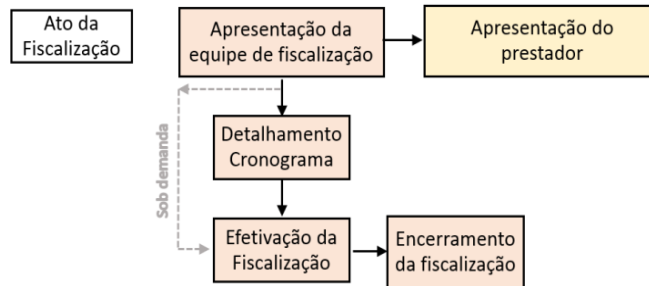 Ato da
Fiscalização
Apresentação da
equipe de fiscalização
Apresentação do
prestador
Sob demanda
Detalhamento
Cronograma
Efetivação da
Fiscalização
Encerramento
da fiscalização